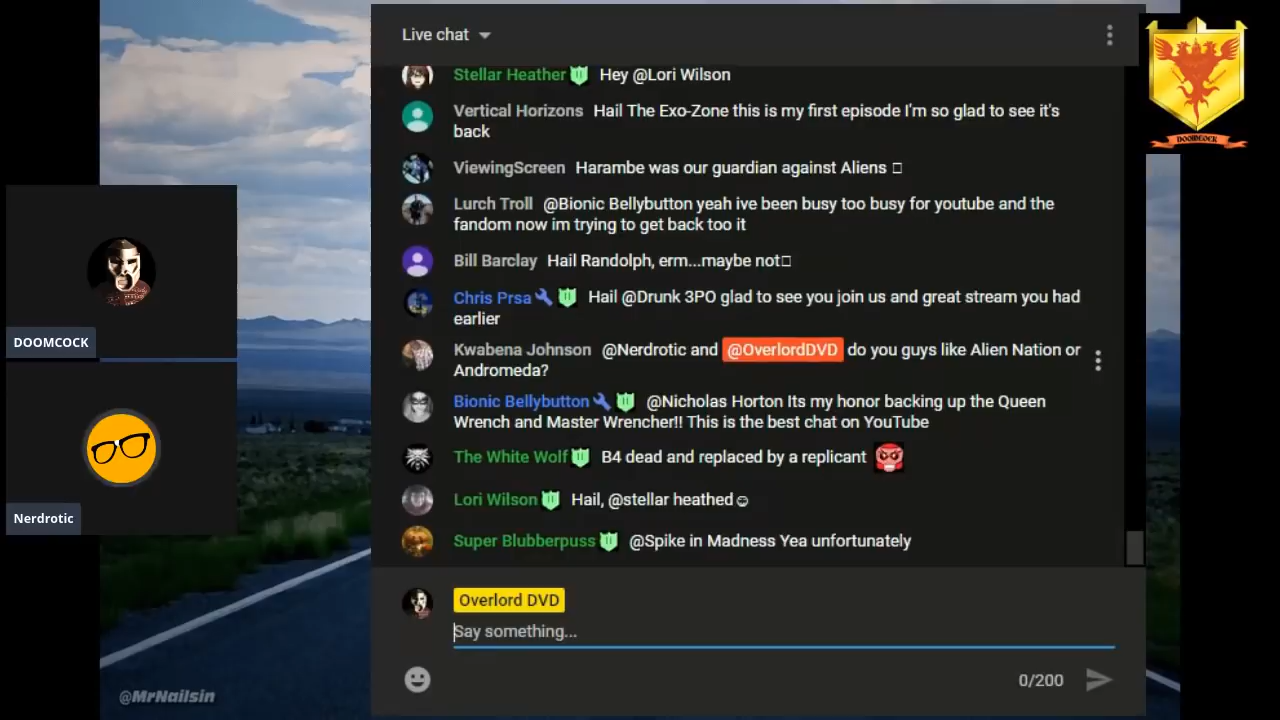 Live chat
Stellar Heather Hey @Lori Wilson
Vertical Horizons Hail The Exo-Zone this is my first episode I'm so glad to see it's
back
ViewingScreen Harambe was our guardian against Aliens
Lurch Troll @Bionic Bellybutton yeah ive been busy too busy for youtube and the
fandom now im trying to get back too it
Bill Barclay Hail Randolph, erm...maybe not
Chris Prsa Hail @Drunk 3PO glad to see you join us and great stream you had
earlier
Kwabena Johnson @Nerdrotic and @OverlordDVD do you guys like Alien Nation or
Andromeda?
Bionic Bellybutton @Nicholas Horton Its my honor backing up the Queen
Wrench and Master Wrencher!! This is the best chat on YouTube
The White Wolf B4 dead and replaced by a replicant
Lori Wilson Hail, @stellar heathed☺
Super Blubberpuss @Spike in Madness Yea unfortunately
Overlord DVD
Say something...
0/200
DOOMCOCK
Nerdrotic
DOOMCOCK
@MrNailsin